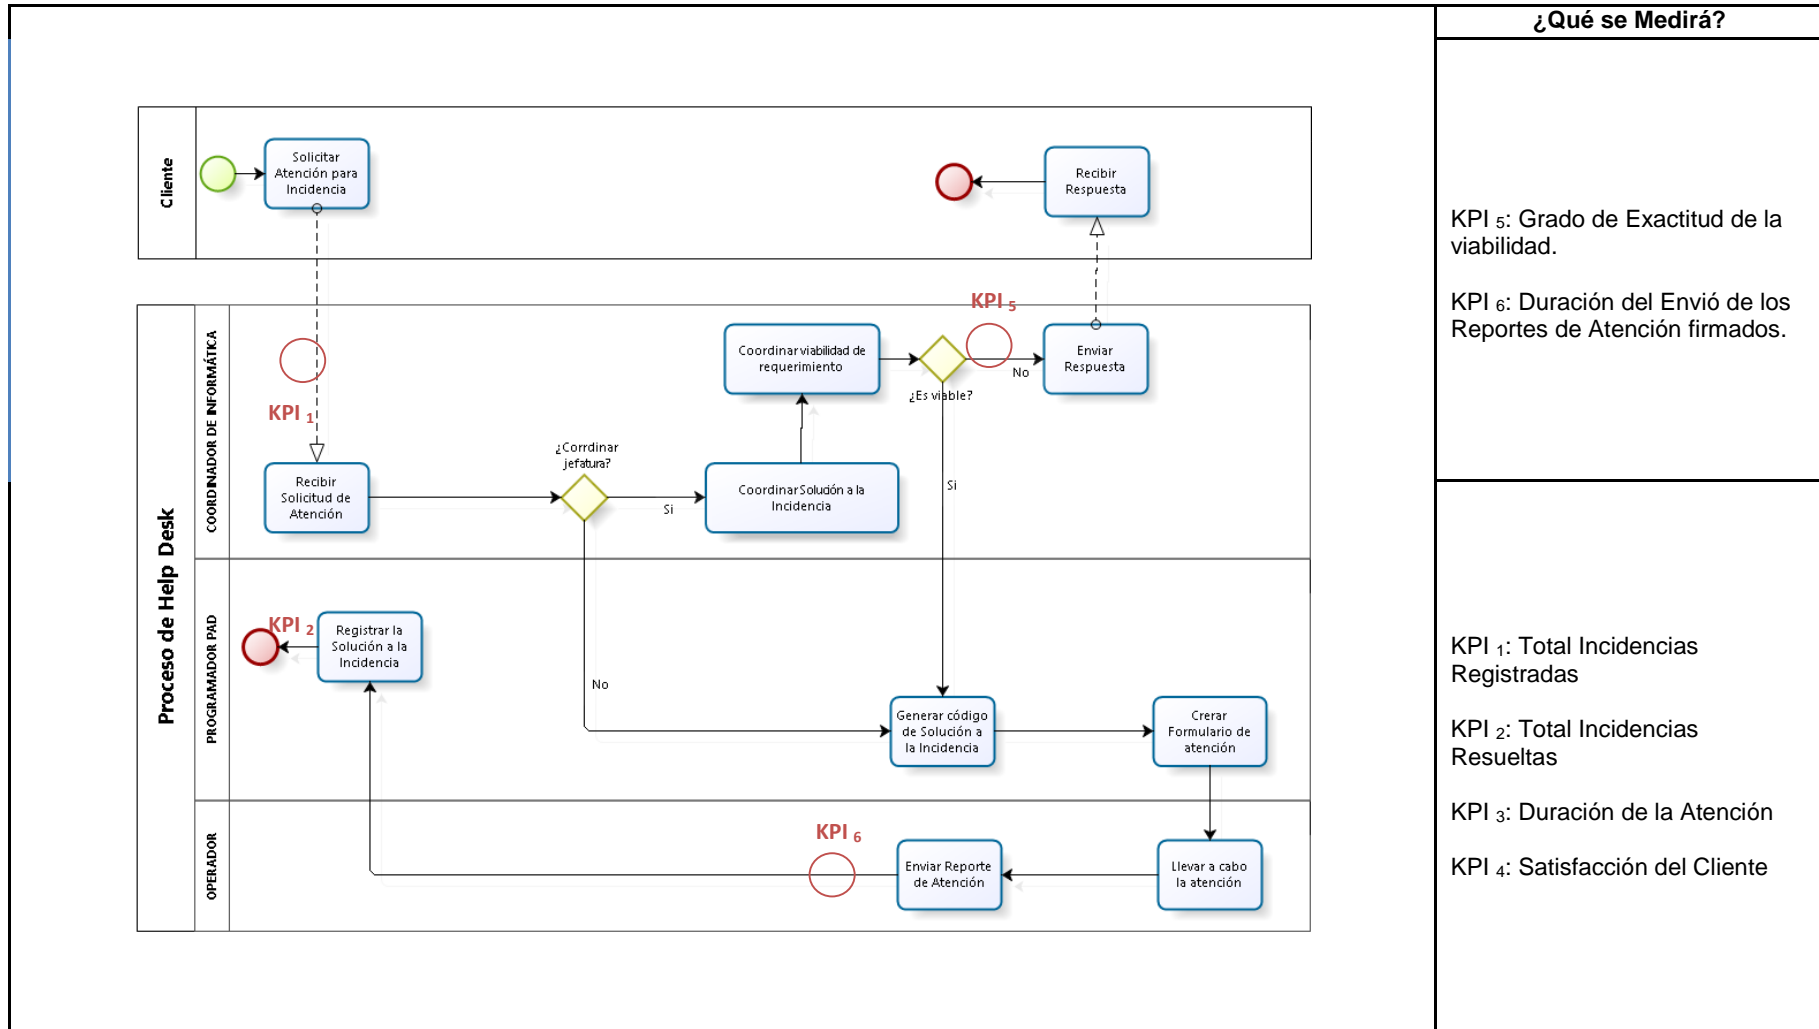 ¿Qué se Medirá?
Cliente
Solicitar
Atención para
Incidencia
Recibir
Respuesta
KPI 5: Grado de Exactitud de la
viabilidad.
KPI 6: Duración del Envió de los
Reportes de Atención firmados.
Proceso de Help Desk
COORDINADOR DE INFORMÁTICA
KPI 1
KPI 5
Coordinar viabilidad de
requerimiento
¿Es viable?
No
Si
Enviar
Respuesta
Recibir
Solicitud de
Atención
¿Corrdinar
jefatura?
Si
No
Coordinar Solución a la
Incidencia
PROGRAMADOR PAD
KPI 2
Registrar la
Solución a la
Incidencia
Generar código
de Solución a
la Incidencia
Crerar
Formulario de
atención
OPERADOR
KPI 6
Enviar Reporte
de Atención
Llevar a cabo
la atención
KPI 1: Total Incidencias
Registradas
KPI 2: Total Incidencias
Resueltas
KPI 3: Duración de la Atención
KPI 4: Satisfacción del Cliente